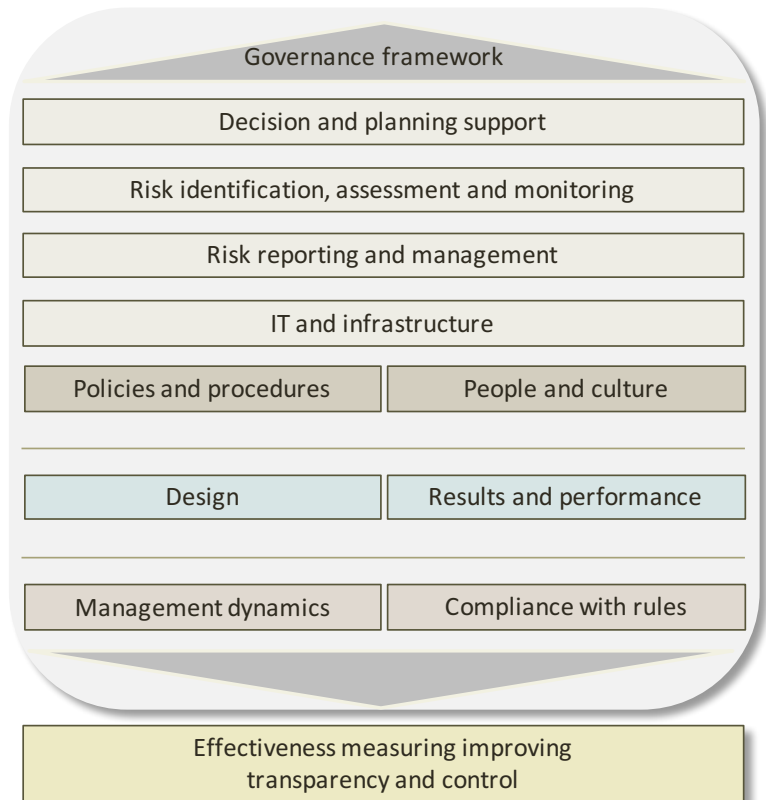 Governance framework
Decision and planning support
Risk identification, assessment and monitoring
Risk reporting and management
IT and infrastructure
Policies and procedures
People and culture
Design
Results and performance
Management dynamics
Compliance with rules
Effectiveness measuring improving
transparency and control